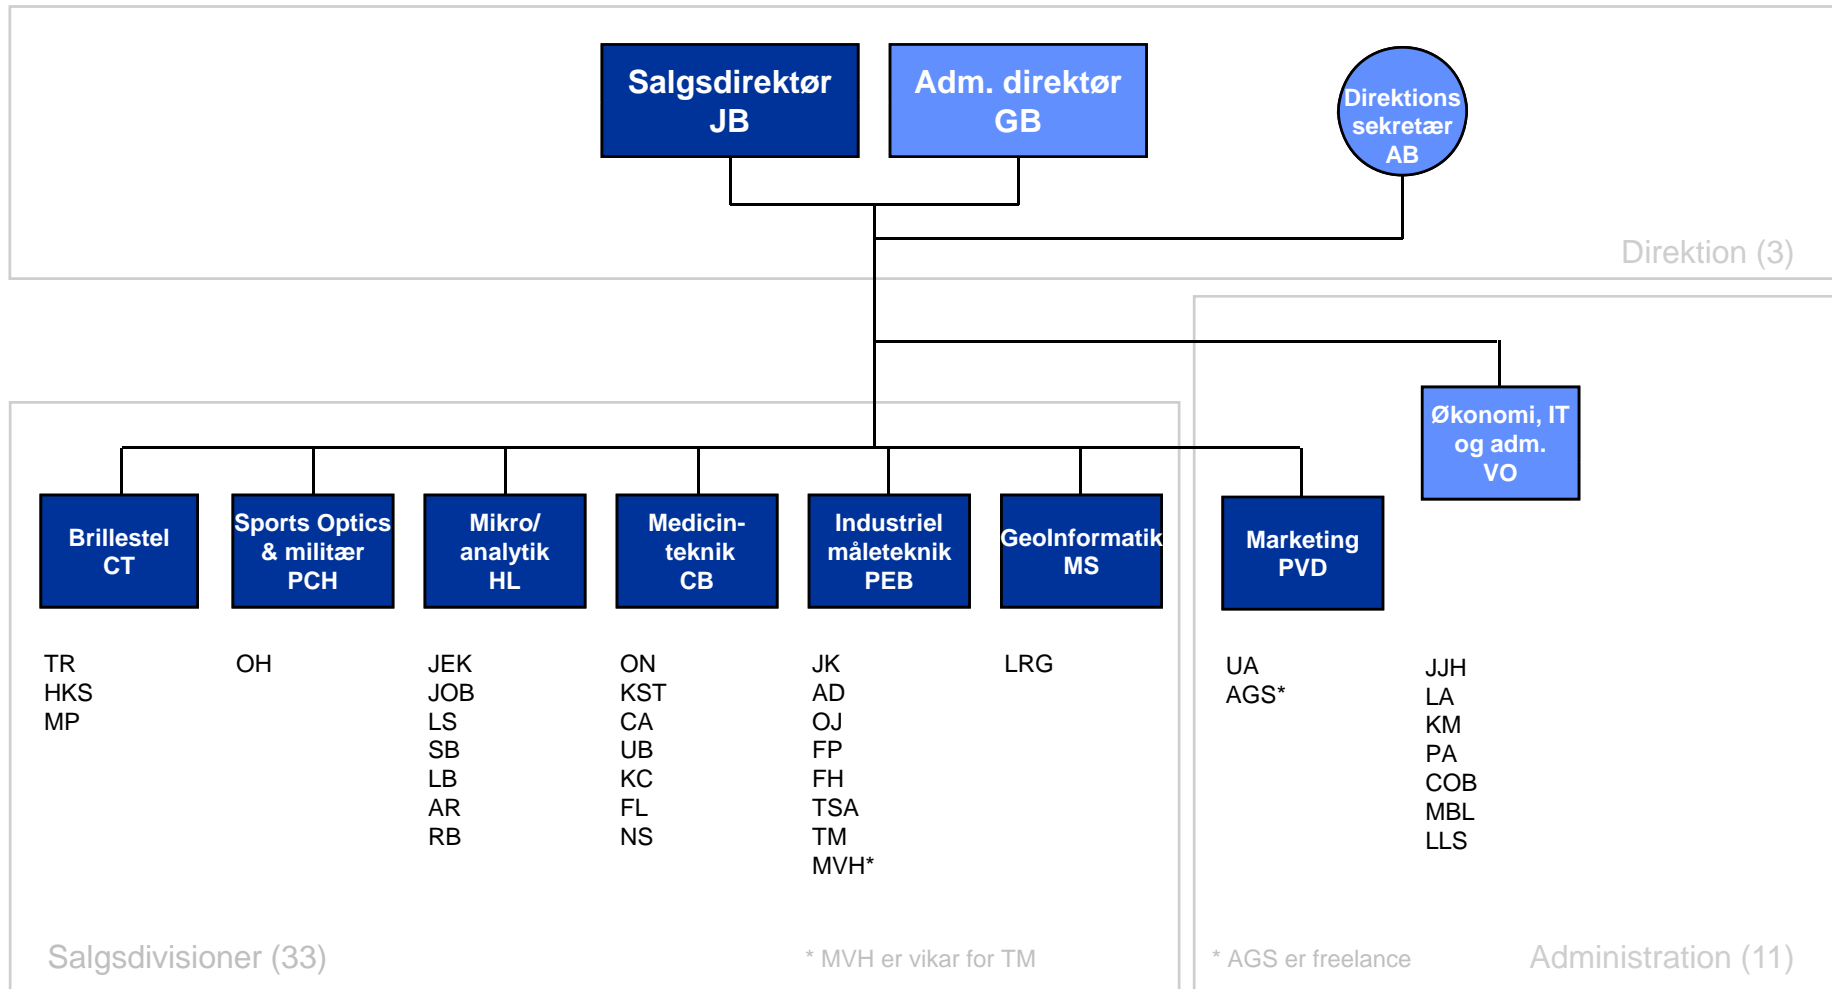 Salgsdirektør
JB
Adm. direktør
GB
Direktions
sekretær
AB
Direktion (3)
Økonomi, IT
og adm.
VO
Brillestel
CT
Sports Optics
& militær
PCH
Mikro/
analytik
HL
Medicin-
teknik
CB
Industriel
måleteknik
PEB
GeoInformatik
MS
Marketing
PVD
TR
HKS
MP
OH
JEK
JOB
LS
SB
LB
AR
RB
ON
KST
CA
UB
KC
FL
NS
JK
AD
OJ
FP
FH
TSA
TM
MVH*
LRG
UA
AGS*
JJH
LA
KM
PA
COB
MBL
LLS
Salgsdivisioner (33)
* MVH er vikar for TM
* AGS er freelance
Administration (11)